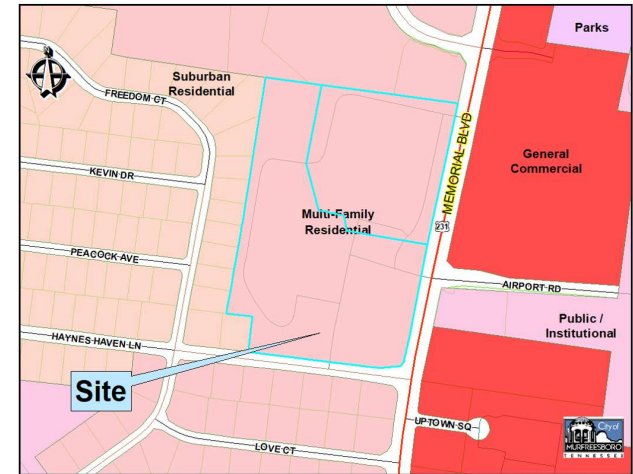 Parks
Suburban
Residential
FREEDOM CT
MEMORIAL BLVD
General
Commercial
KEVIN DR
Multi-Family
Residential
231
PEACOCK AVE
AIRPORT RD
Public /
Institutional
HAYNES HAVEN LN
Site
UPTOWN SQ
LOVE CT
City of
MURFREESBORO
TENNESSEE